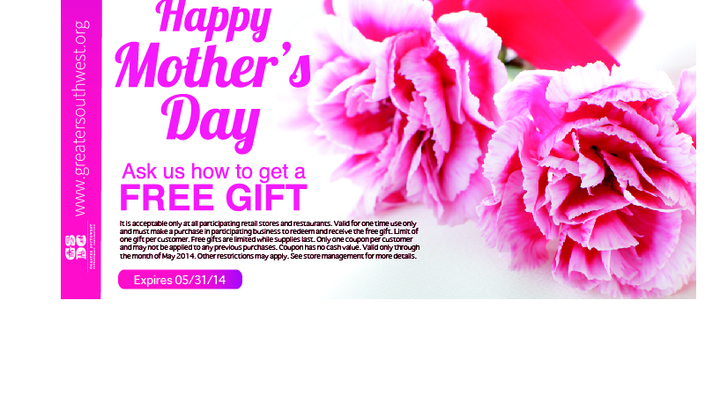 www.greatersouthwest.org
Happy
Mother's
Day
Ask us how to get a
FREE GIFT
It is acceptable only at all participating retail stores and restaurants. Valid for one time use only
and must make a purchase in participating business to redeem and receive the free gift. Limit of
one gift per customer. Free gifts are limited while supplies last. Only one coupon per customer
and may not be applied to any previous purchases. Coupon has no cash value. Valid only through
the month of May 2014. Other restrictions may apply. See store management for more details.
Expires 05/31/14